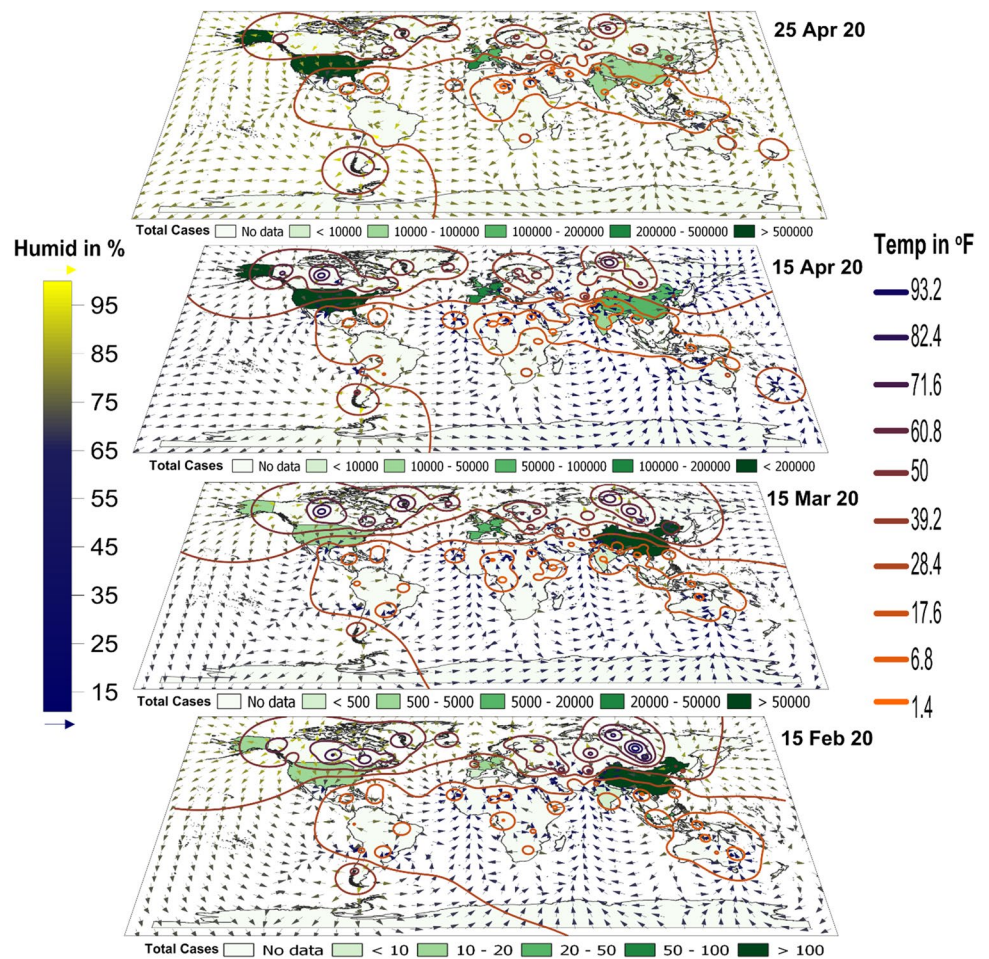 25 Apr 20
Total Cases No data < 10000 10000 - 100000 100000 - 200000 200000 - 500000 > 500000
Humid in %
95
85
75
65
55
45
35
25
15
15 Apr 20
Total Cases No data < 10000 10000 - 50000 50000 - 100000 100000 - 200000 < 200000
15 Mar 20
Total Cases No data < 500 500 - 5000 5000 - 20000 20000 - 50000 > 50000
15 Feb 20
Total Cases No data < 10 10 - 20 20 - 50 50 - 100 > 100
Temp in ºF
93.2
82.4
71.6
60.8
50
39.2
28.4
17.6
6.8
1.4